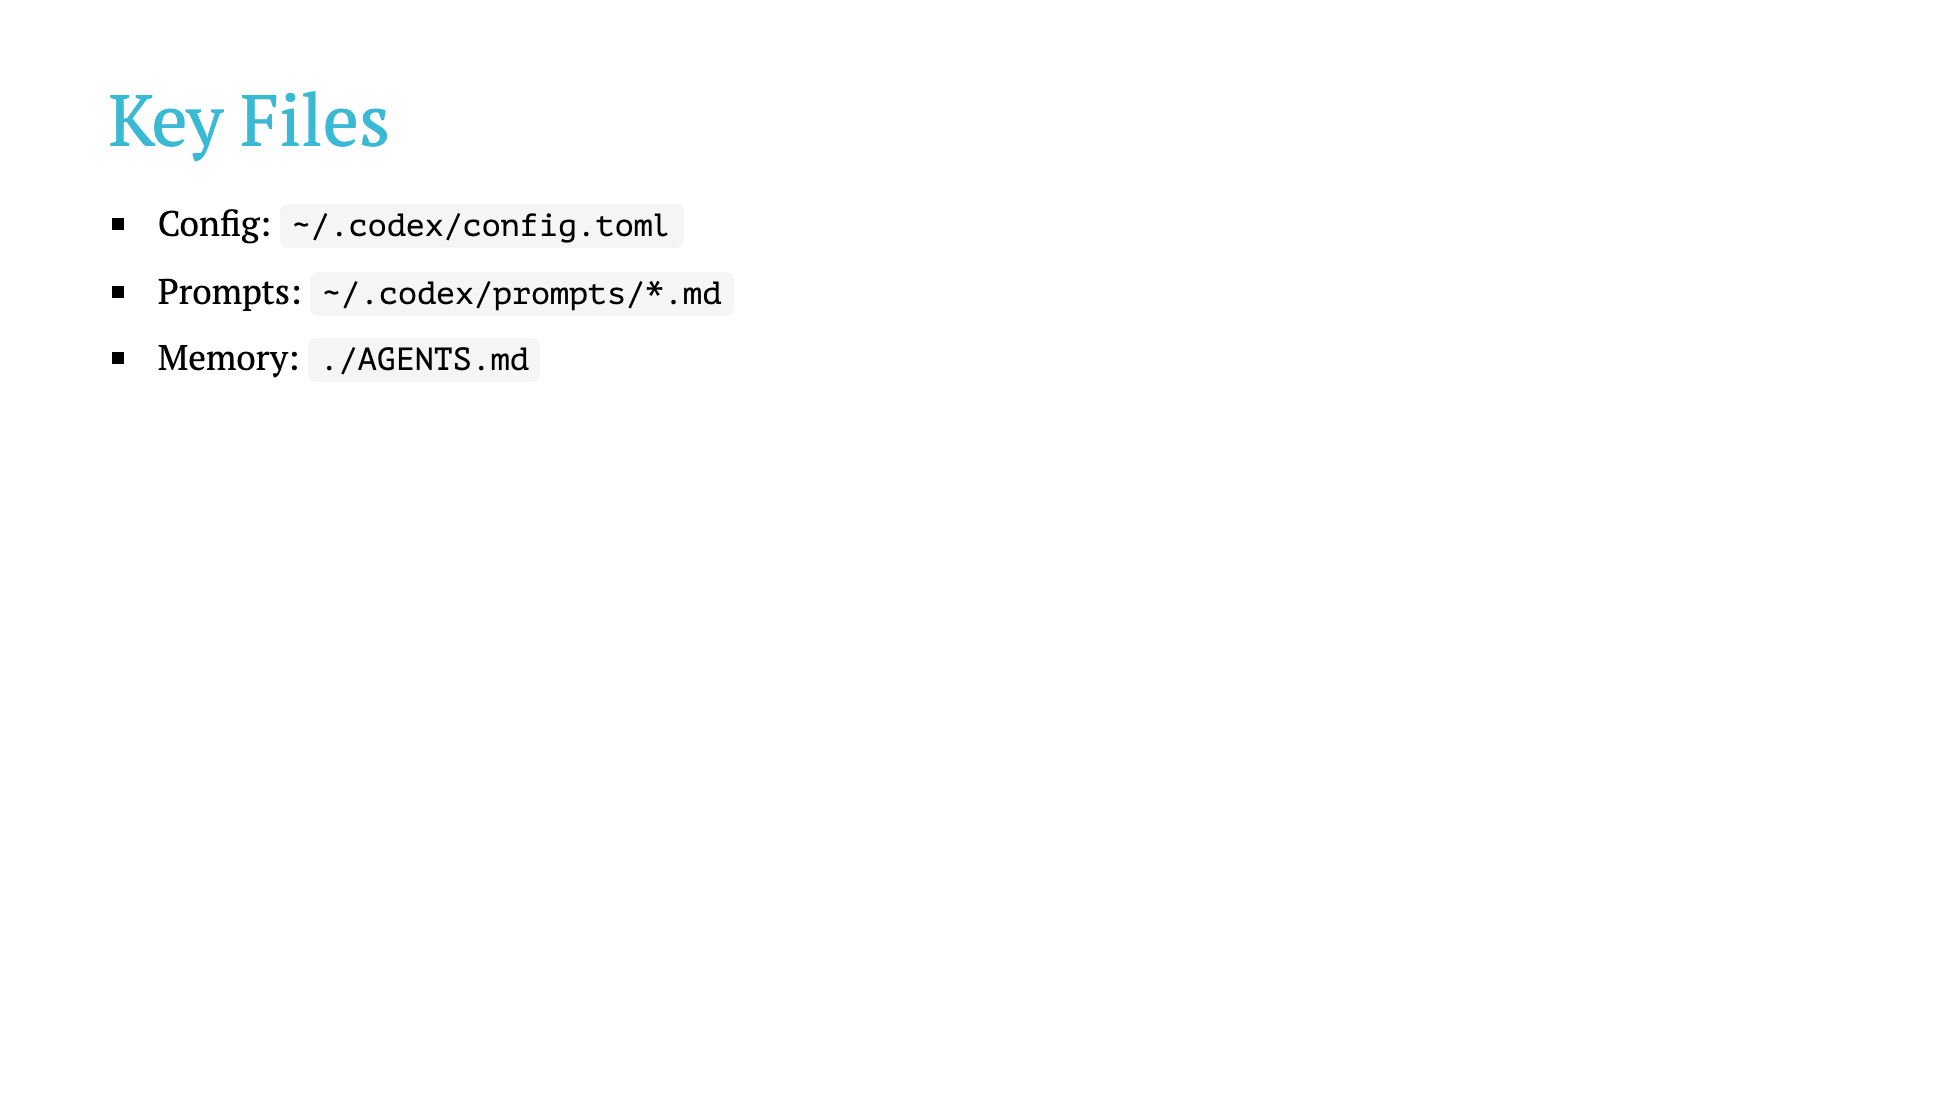 Key Files
▪ Config: ~/.codex/config.toml
▪ Prompts: ~/.codex/prompts/*.md
▪ Memory: ./AGENTS.md